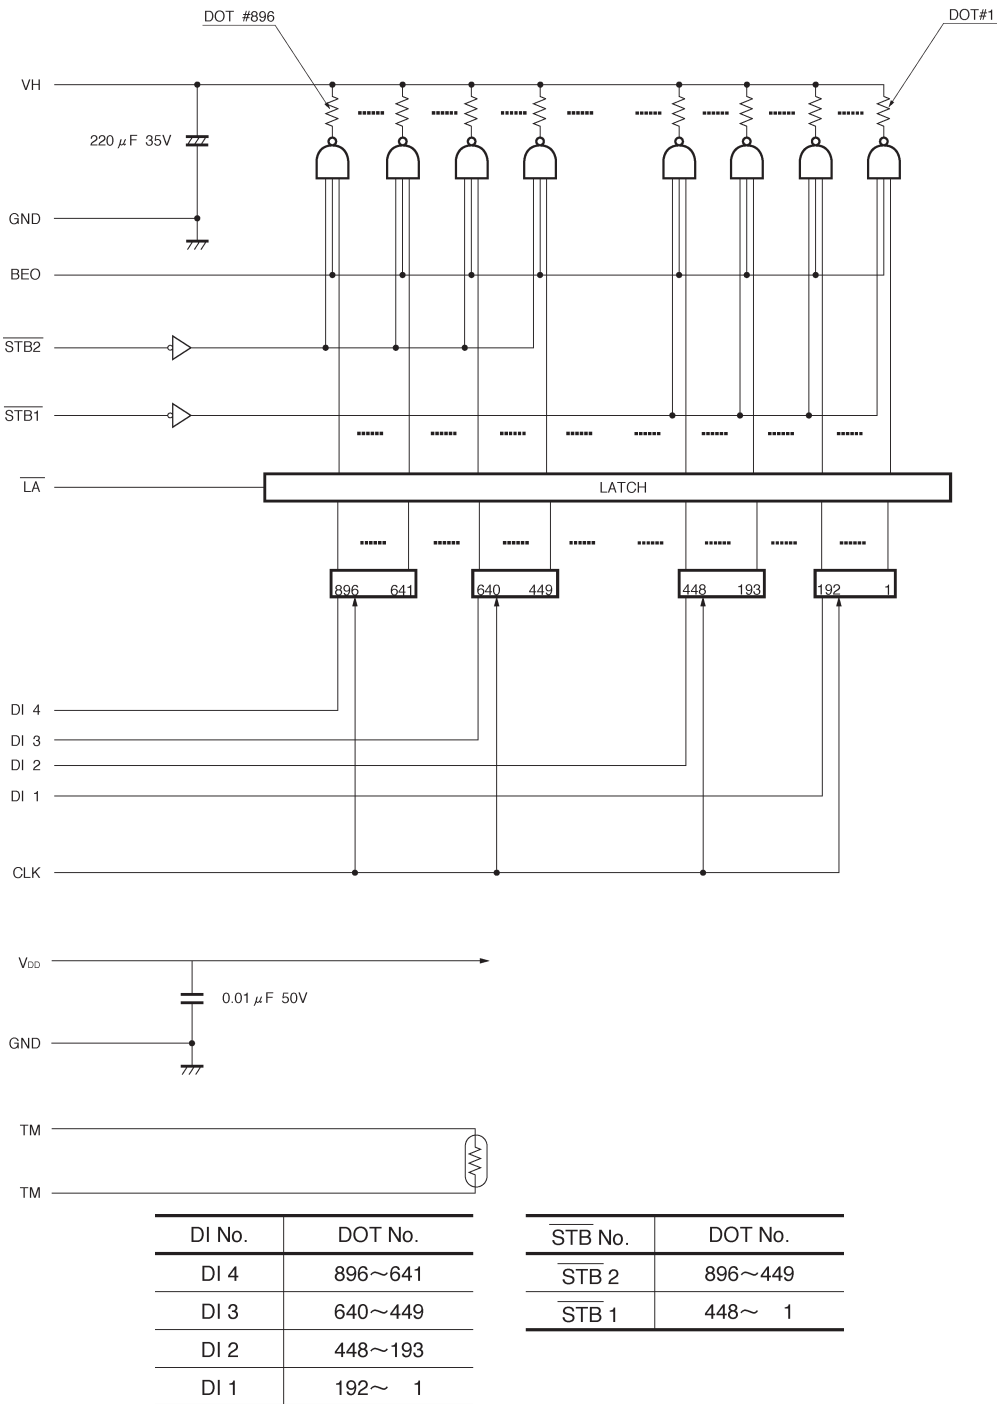 DOT #896
DOT#1
VH
220 μF 35V
GND
BEO
STB2
STB1
LA
LATCH
896 641 640 449 448 193 192 1
DI 4
DI 3
DI 2
DI 1
CLK
VDD
0.01 μF 50V
GND
TM
TM
DI No. DOT No.
DI 4 896～641
DI 3 640～449
DI 2 448～193
DI 1 192～ 1
STB No. DOT No.
STB 2 896～449
STB 1 448～ 1